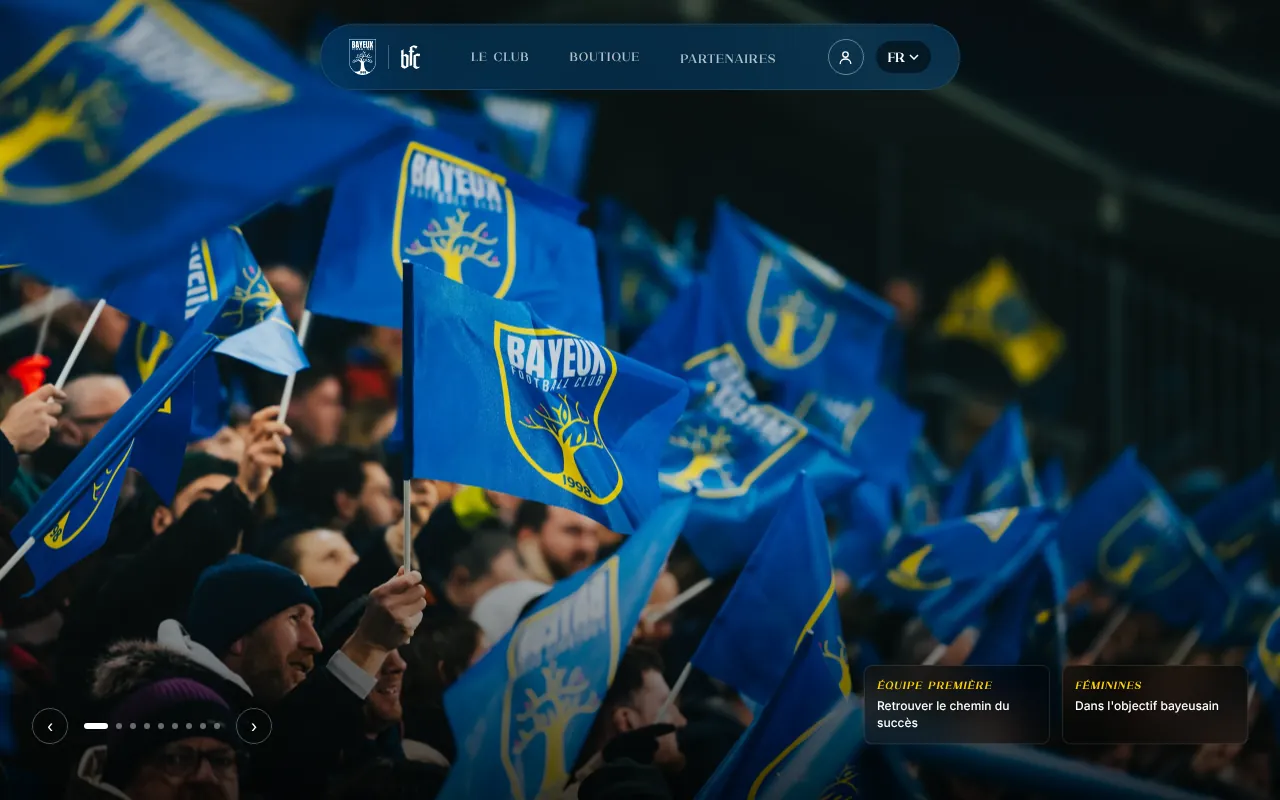 BAYEUX
bfc
LE CLUB
BOUTIQUE
PARTENAIRES
FR
BAYEUX
FOOTBALL CLUB
BAYEUX
FOOTBALL CLUB
1998
ÉQUIPE PREMIÈRE
Retrouver le chemin du
succès
FÉMININES
Dans l'objectif bayeusain